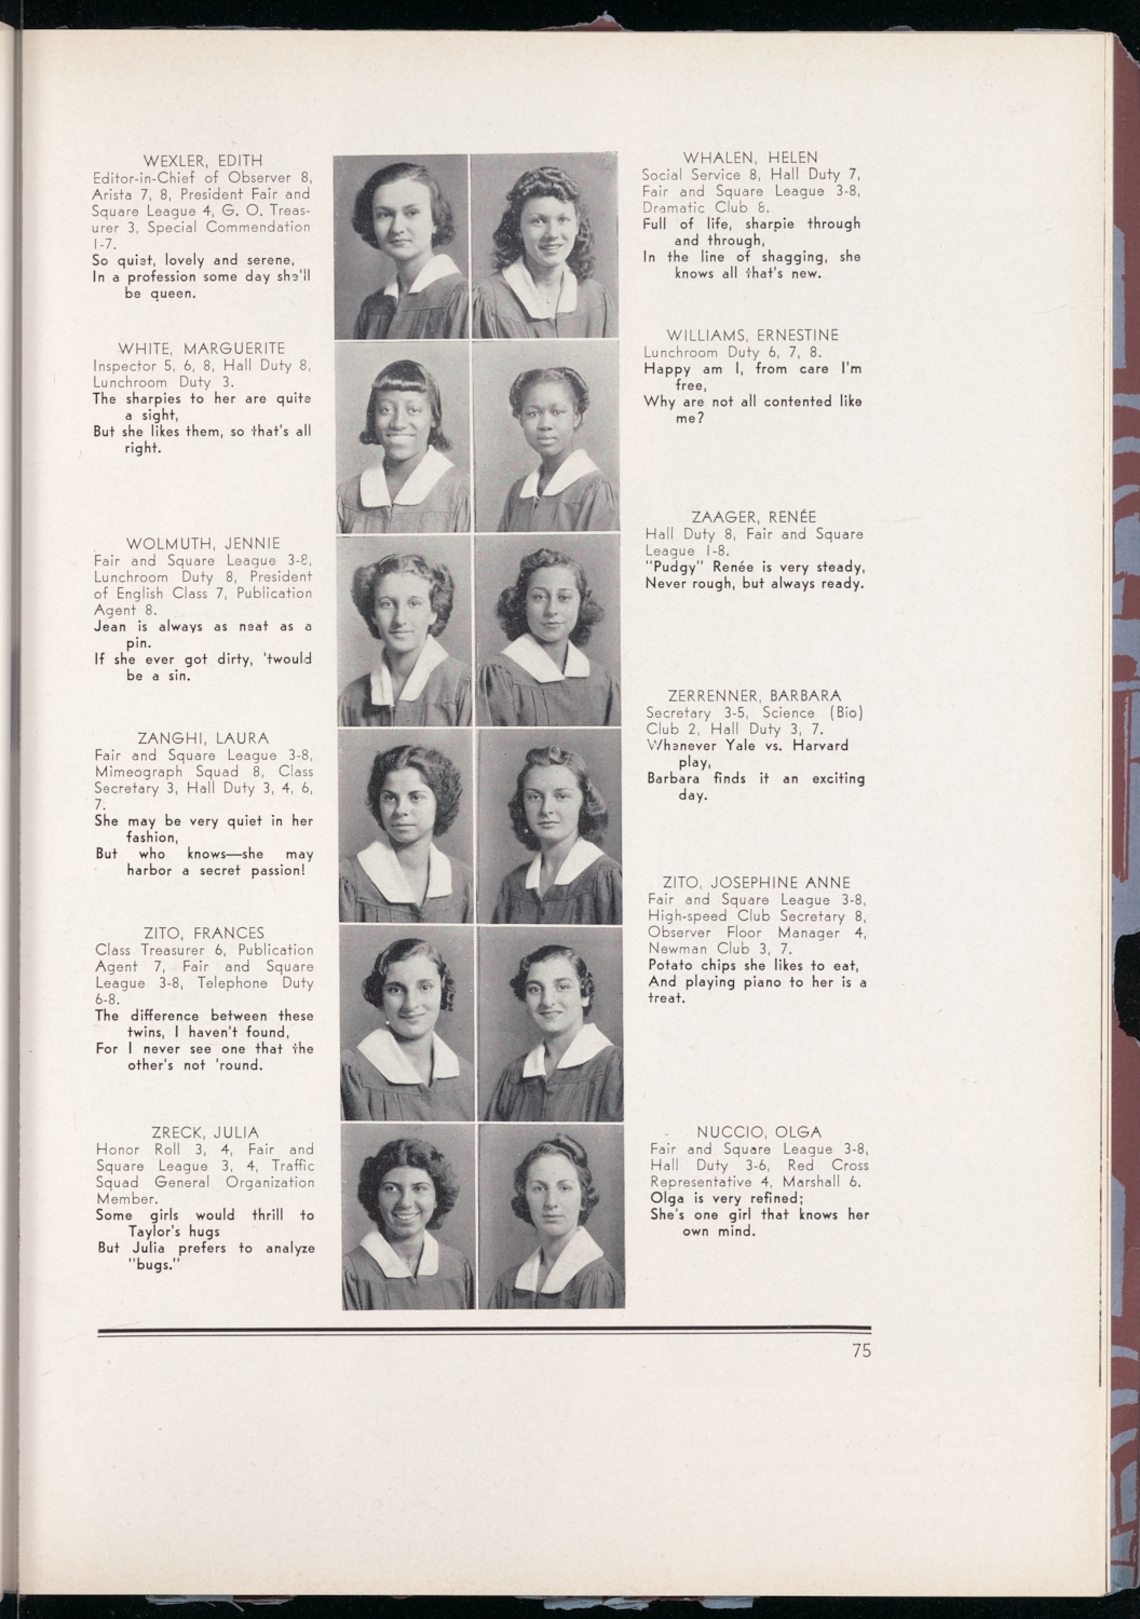 WEXLER, EDITH
Editor-in-Chief of Observer 8,
Arista 7, 8, President Fair and
Square League 4, G. O. Treas-
urer 3, Special Commendation
1-7.
So quiet, lovely and serene,
In a profession some day she'll
be queen.
WHITE, MARGUERITE
Inspector 5, 6, 8, Hall Duty 8,
Lunchroom Duty 3.
The sharpies to her are quite
a sight,
But she likes them, so that's all
right.
WOLMUTH, JENNIE
Fair and Square League 3-8,
Lunchroom Duty 8, President
of English Class 7, Publication
Agent 8.
Jean is always as neat as a
pin.
If she ever got dirty, 'twould
be a sin.
ZANGHI, LAURA
Fair and Square League 3-8,
Mimeograph Squad 8, Class
Secretary 3, Hall Duty 3, 4, 6,
7.
She may be very quiet in her
fashion,
But who knows—she may
harbor a secret passion!
ZITO, FRANCES
Class Treasurer 6, Publication
Agent 7, Fair and Square
League 3-8, Telephone Duty
6-8.
The difference between these
twins, I haven't found,
For I never see one that the
other's not 'round.
ZRECK, JULIA
Honor Roll 3, 4, Fair and
Square League 3, 4, Traffic
Squad General Organization
Member.
Some girls would thrill to
Taylor's hugs
But Julia prefers to analyze
"bugs."
WHALEN, HELEN
Social Service 8, Hall Duty 7,
Fair and Square League 3-8,
Dramatic Club 8.
Full of life, sharpie through
and through,
In the line of shagging, she
knows all that's new.
WILLIAMS, ERNESTINE
Lunchroom Duty 6, 7, 8.
Happy am I, from care I'm
free,
Why are not all contented like
me?
ZAAGER, RENÉE
Hall Duty 8, Fair and Square
League 1-8.
"Pudgy" Renée is very steady,
Never rough, but always ready.
ZERRENNER, BARBARA
Secretary 3-5, Science (Bio)
Club 2, Hall Duty 3, 7.
Whenever Yale vs. Harvard
play,
Barbara finds it an exciting
day.
ZITO, JOSEPHINE ANNE
Fair and Square League 3-8,
High-speed Club Secretary 8,
Observer Floor Manager 4,
Newman Club 3, 7.
Potato chips she likes to eat,
And playing piano to her is a
treat.
NUCCIO, OLGA
Fair and Square League 3-8,
Hall Duty 3-6, Red Cross
Representative 4, Marshall 6.
Olga is very refined;
She's one girl that knows her
own mind.
75